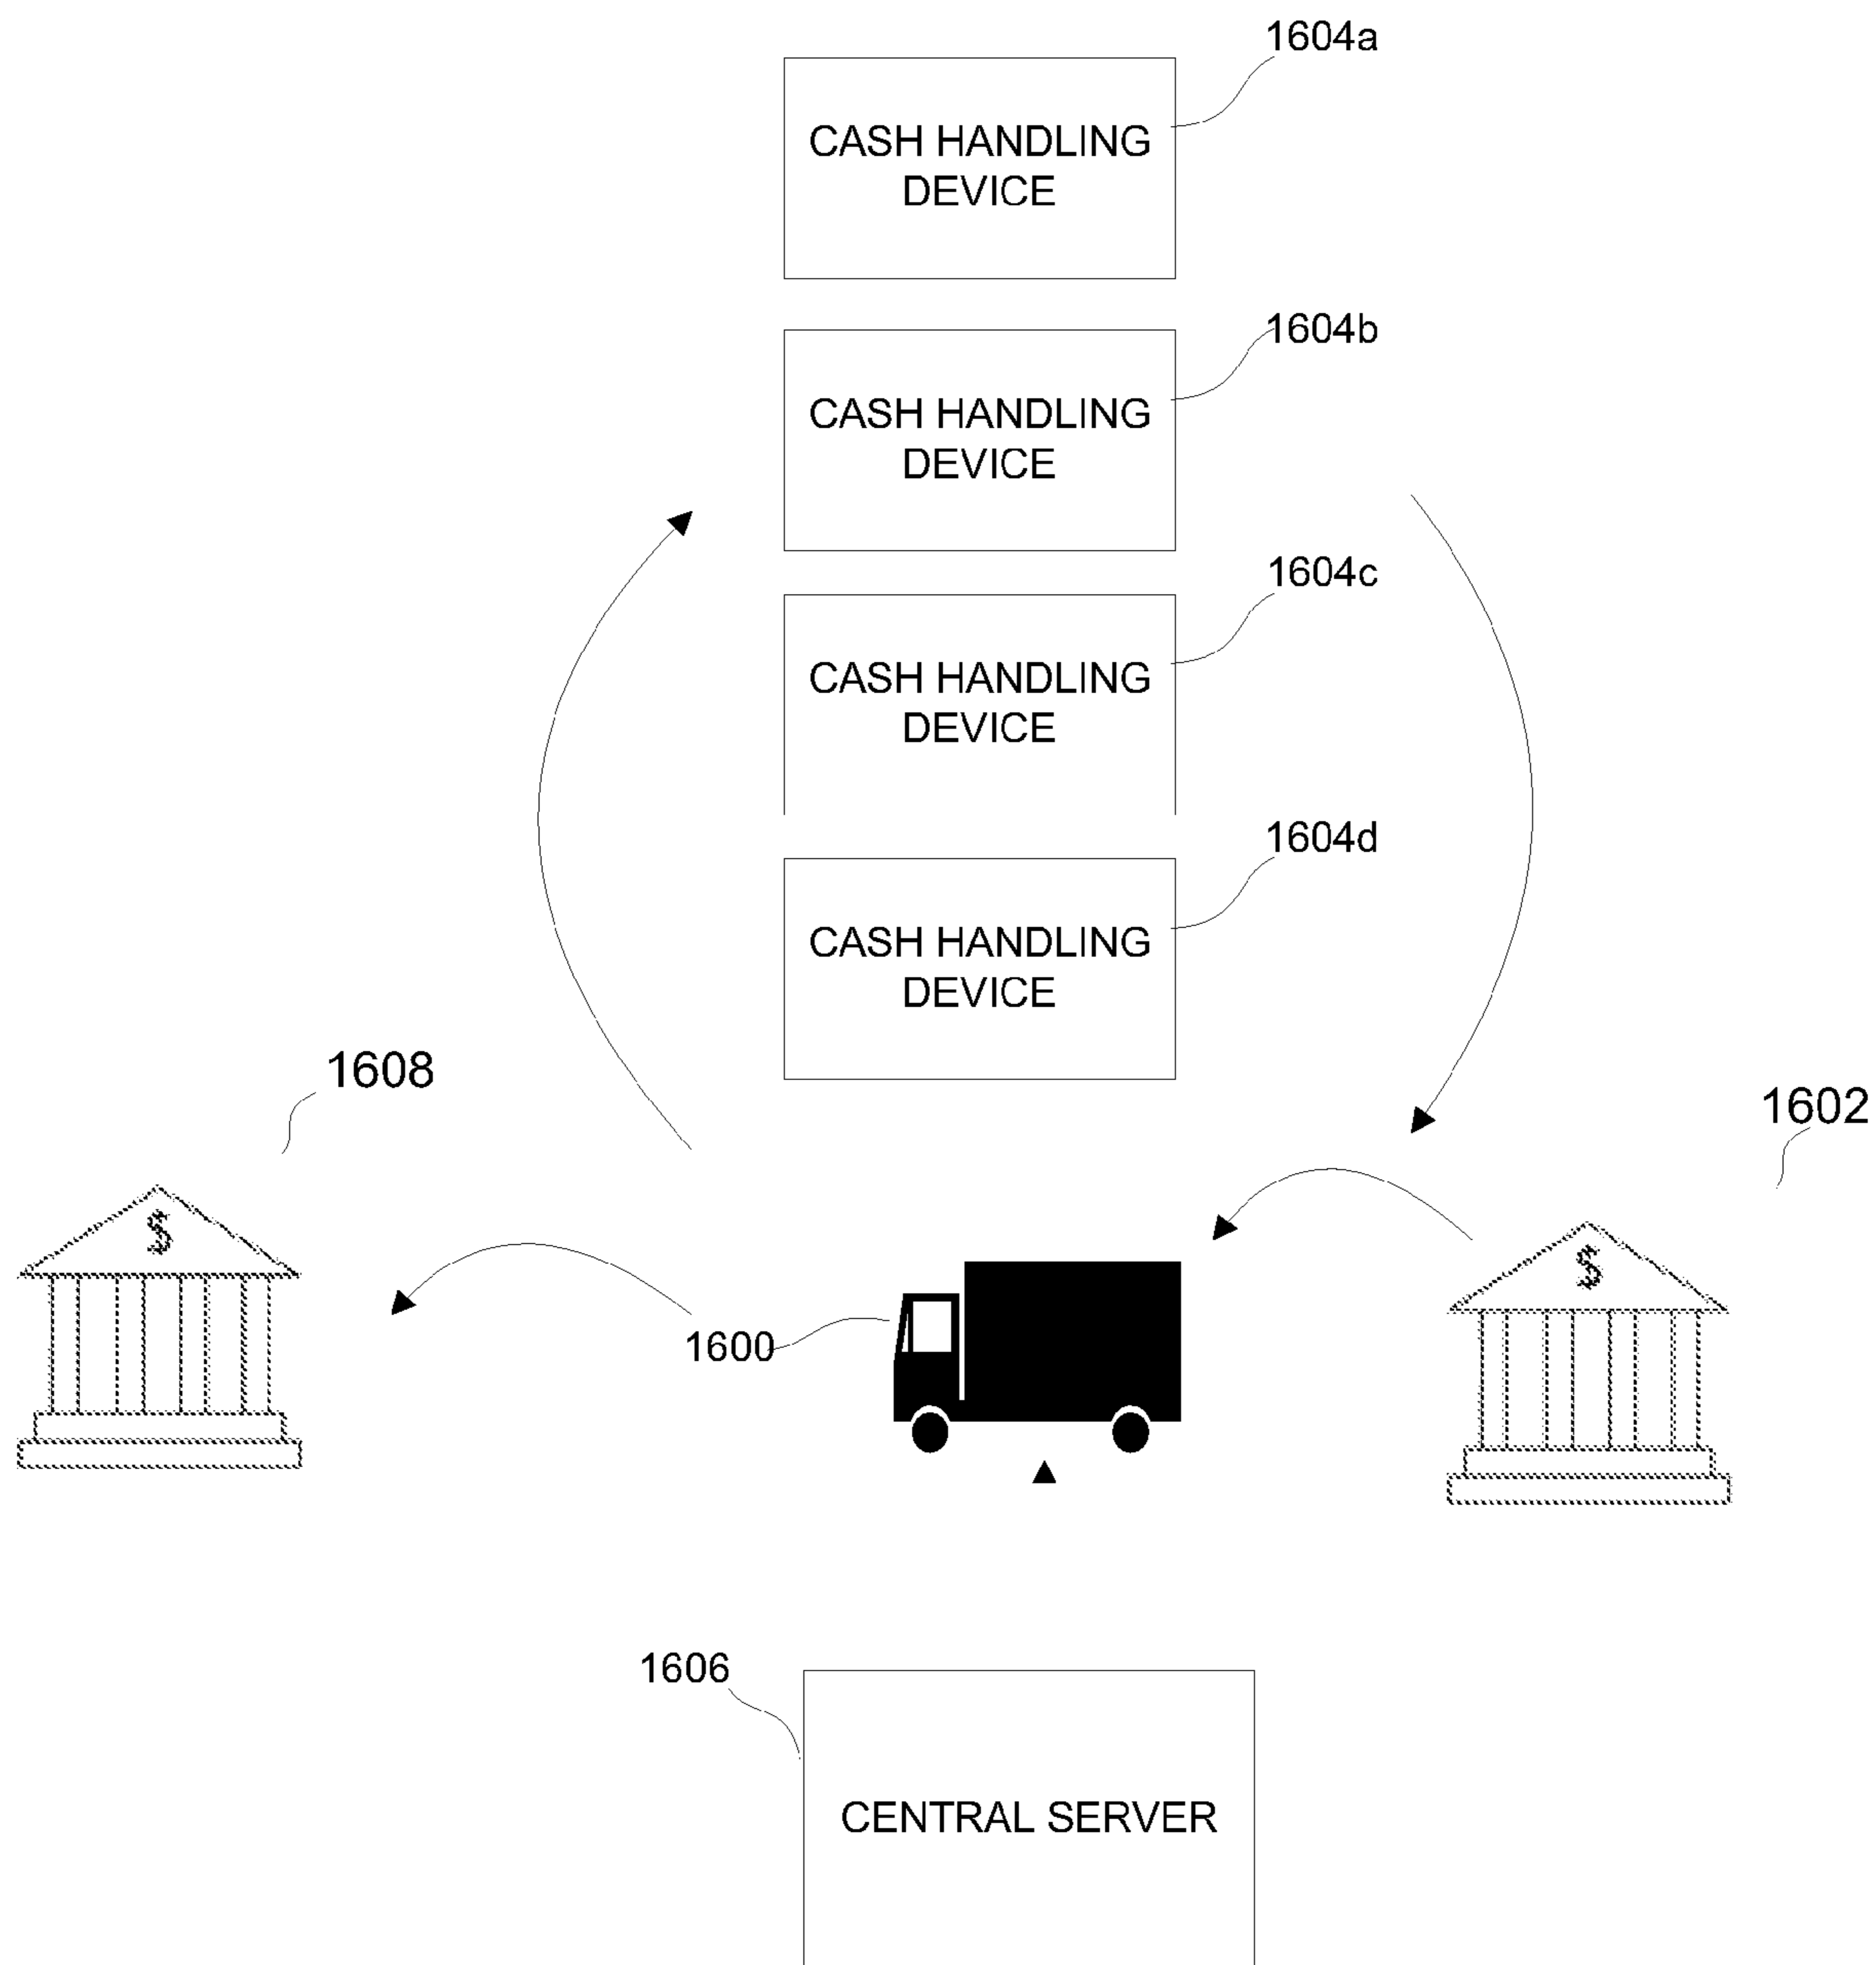 1604a
CASH HANDLING
DEVICE
1604b
CASH HANDLING
DEVICE
1604c
CASH HANDLING
DEVICE
1604d
CASH HANDLING
DEVICE
1608
1602
$
$
1600
1606
CENTRAL SERVER